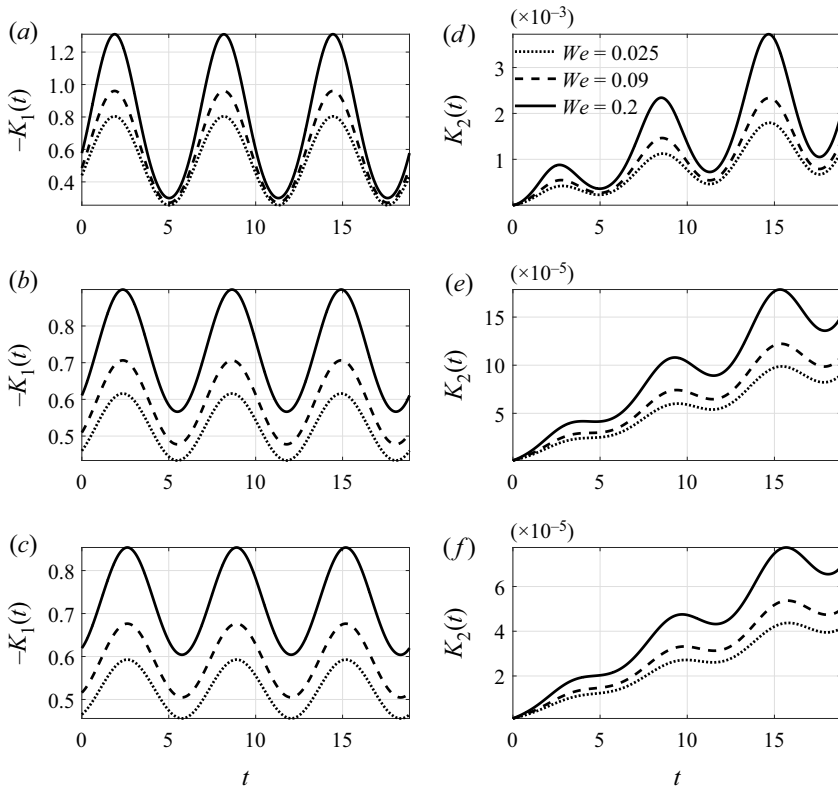 (a)
1.2
1.0
0.8
0.6
0.4
–K1(t)
0 5 10 15
(d)
(×10–3)
3
2
1
K2(t)
We = 0.025
We = 0.09
We = 0.2
0 5 10 15
(b)
0.8
0.7
0.6
0.5
–K1(t)
0 5 10 15
(e)
(×10–5)
15
10
5
K2(t)
0 5 10 15
(c)
0.8
0.7
0.6
0.5
–K1(t)
0 5 10 15
t
(f)
(×10–5)
6
4
2
K2(t)
0 5 10 15
t